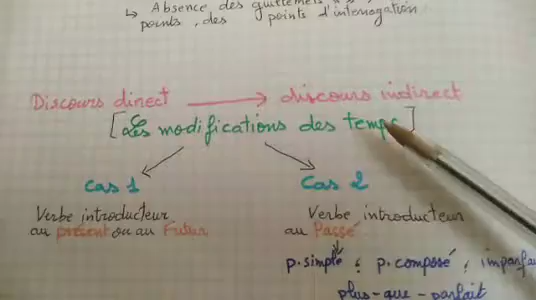 ↳ Absence des guillemets « » ,
points, des points d'interrogation
Discours direct → discours indirect
[Les modifications des temps]
Cas 1
Verbe introducteur
au présent ou au Futur
Cas 2
Verbe introducteur
au Passé
p. simple , p. composé , imparfai
plus-que-parfait